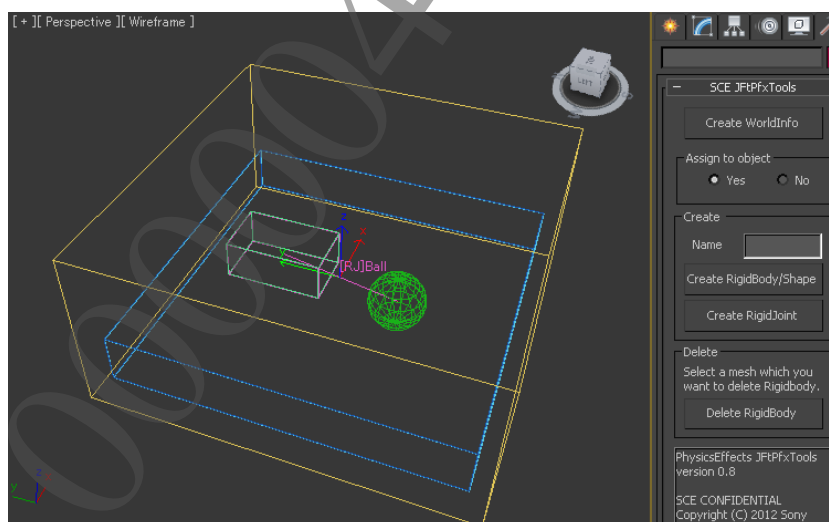 [ + ][ Perspective ][ Wireframe ]
SCE JFtPfxTools
Create WorldInfo
Assign to object
Yes No
Create
Name
Create RigidBody/Shape
Create RigidJoint
Delete
Select a mesh which you
want to delete Rigidbody.
Delete RigidBody
PhysicsEffects JFtPfxTools
version 0.8
SCE CONFIDENTIAL
Copyright (C) 2012 Sony
z
x
[RJ]Ball
LEFT
z
y
00004